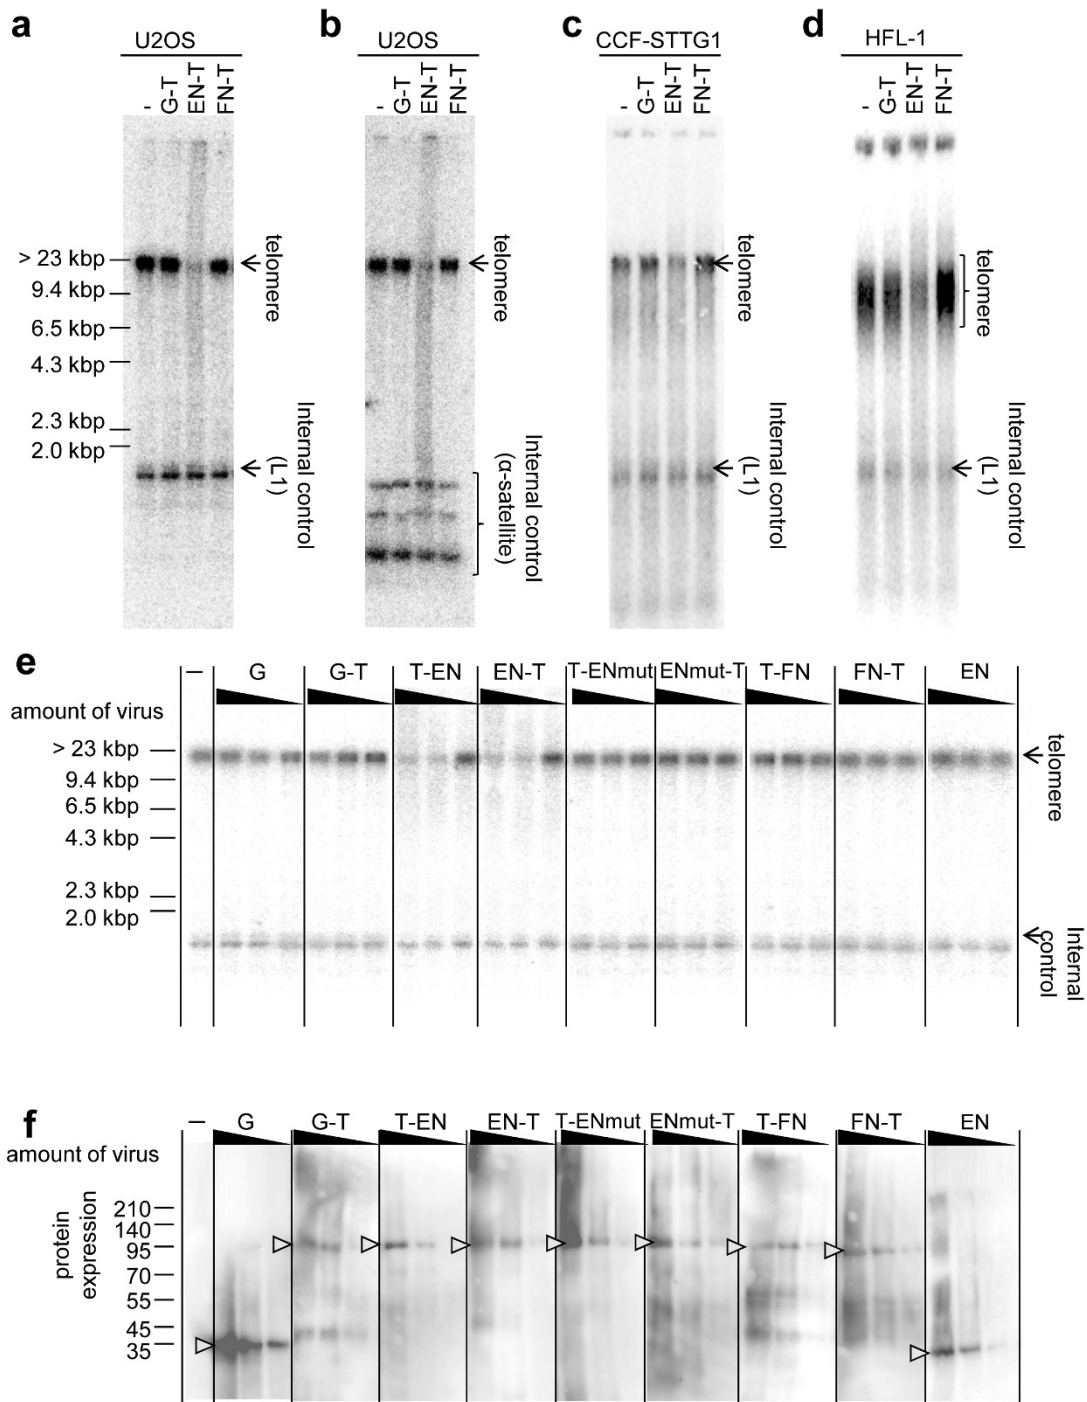 a
U2OS
-
G-T
EN-T
FN-T
> 23 kbp
9.4 kbp
6.5 kbp
4.3 kbp
2.3 kbp
2.0 kbp
telomere
Internal control
(L1)
b
U2OS
-
G-T
EN-T
FN-T
telomere
Internal control
(α-satellite)
c
CCF-STTG1
-
G-T
EN-T
FN-T
telomere
Internal control
(L1)
d
HFL-1
-
G-T
EN-T
FN-T
telomere
Internal control
(L1)
e
– G G-T T-EN EN-T T-ENmut ENmut-T T-FN FN-T EN
amount of virus
> 23 kbp
9.4 kbp
6.5 kbp
4.3 kbp
2.3 kbp
2.0 kbp
telomere
Internal
control
f
– G G-T T-EN EN-T T-ENmut ENmut-T T-FN FN-T EN
amount of virus
protein
expression
210
140
95
70
55
45
35